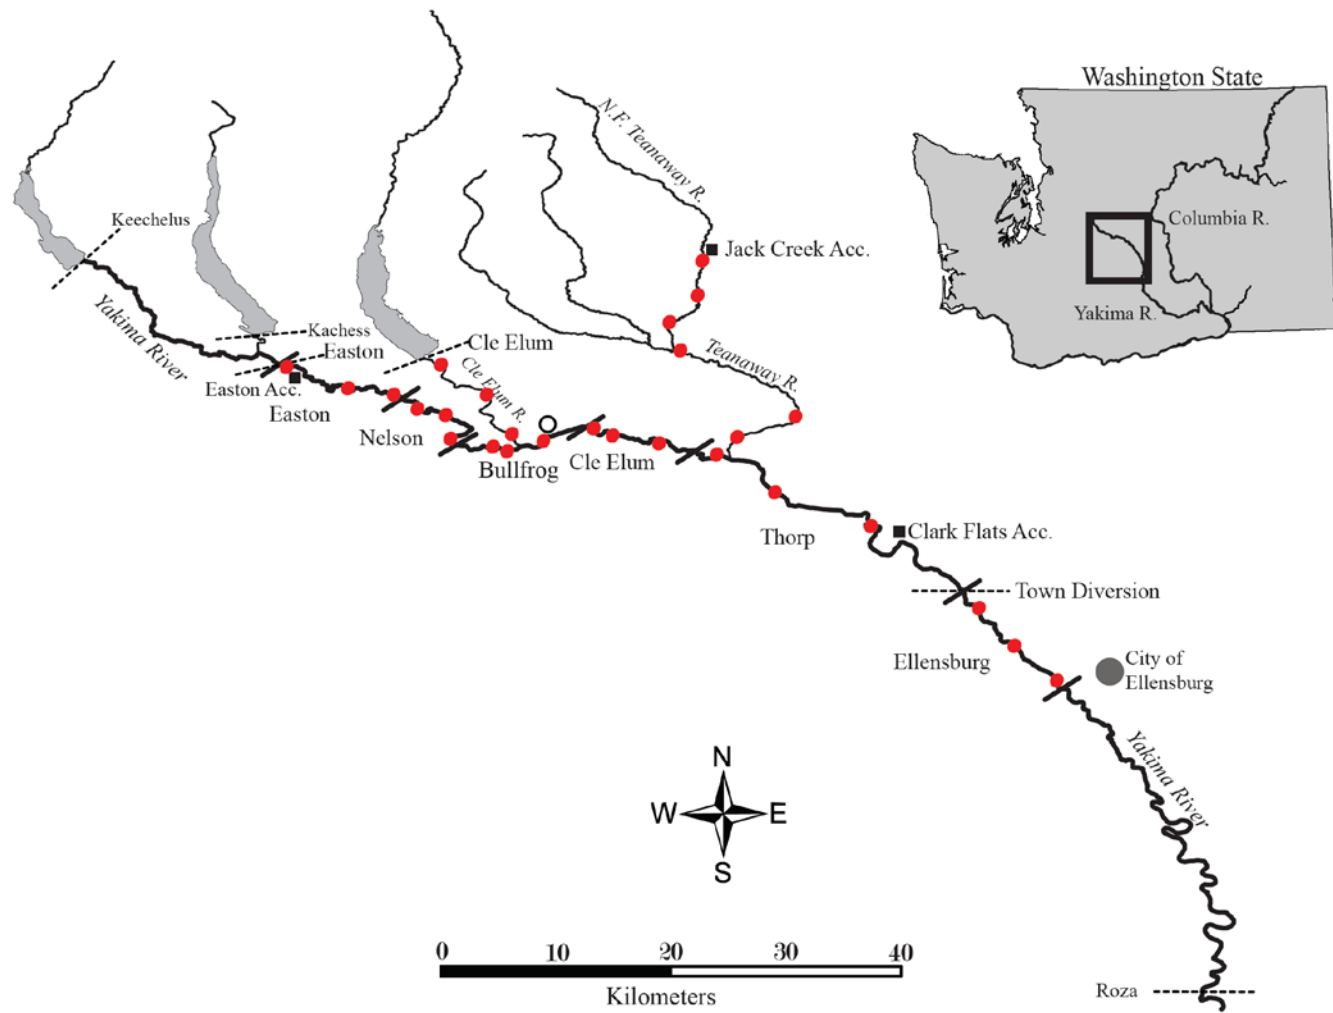 Washington State
N.F. Teanaway R.
Keechelus
Columbia R.
Jack Creek Acc.
Yakima R.
Yakima River
Kachess
Easton
Cle Elum
Teanaway R.
Easton Acc.
Cle Elum R.
Easton
Nelson
Bullfrog
Cle Elum
Thorp
Clark Flats Acc.
Town Diversion
Ellensburg
City of
Ellensburg
Yakima River
N
W
E
S
0 10 20 30 40
Kilometers
Roza